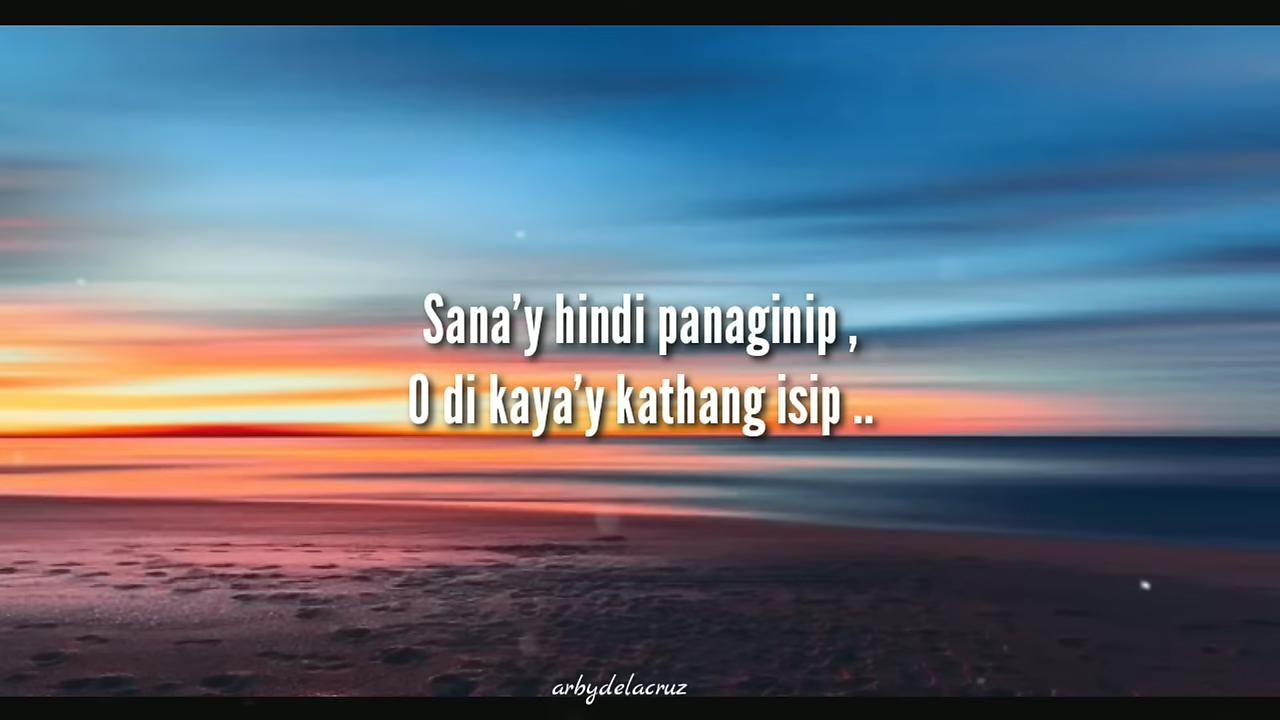 Sana’y hindi panaginip ,
O di kaya’y kathang isip ..
arbydelacruz